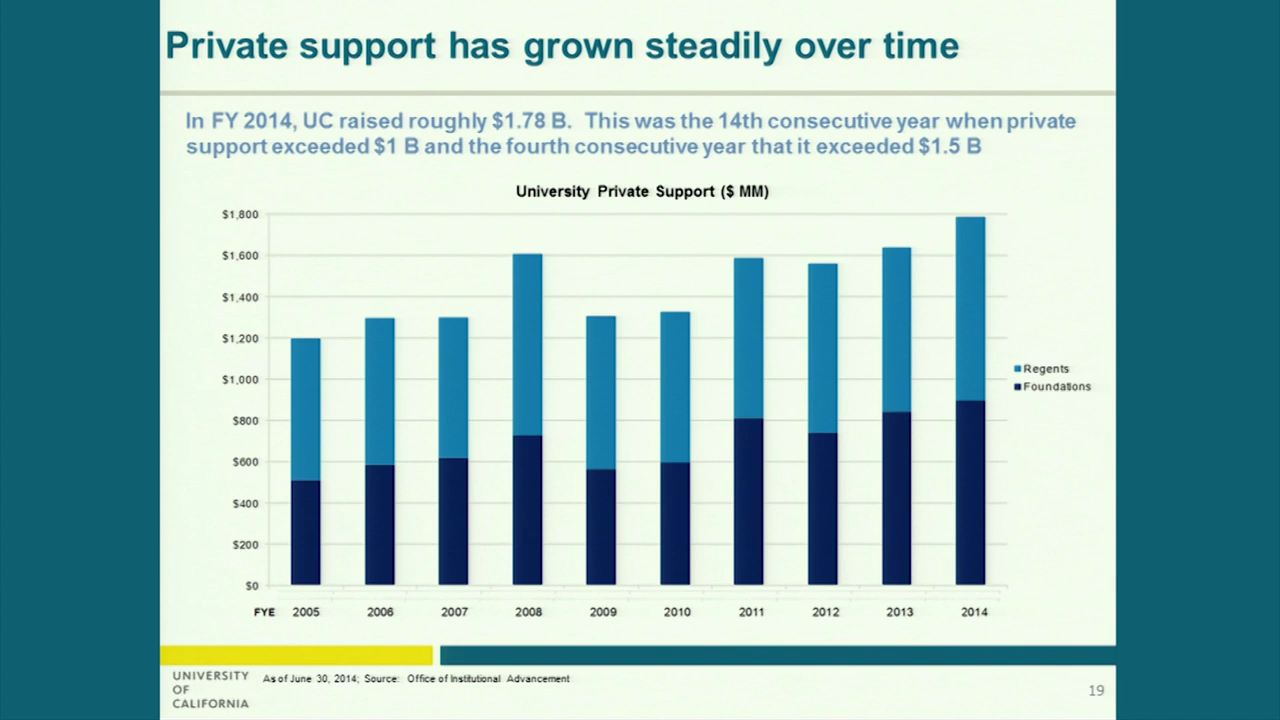 Private support has grown steadily over time
In FY 2014, UC raised roughly $1.78 B. This was the 14th consecutive year when private
support exceeded $1 B and the fourth consecutive year that it exceeded $1.5 B
University Private Support ($ MM)
$1,800
$1,600
$1,400
$1,200
$1,000
$800
$600
$400
$200
$0
Regents
Foundations
FYE 2005 2006 2007 2008 2009 2010 2011 2012 2013 2014
UNIVERSITY
OF
CALIFORNIA
As of June 30, 2014; Source: Office of Institutional Advancement
19